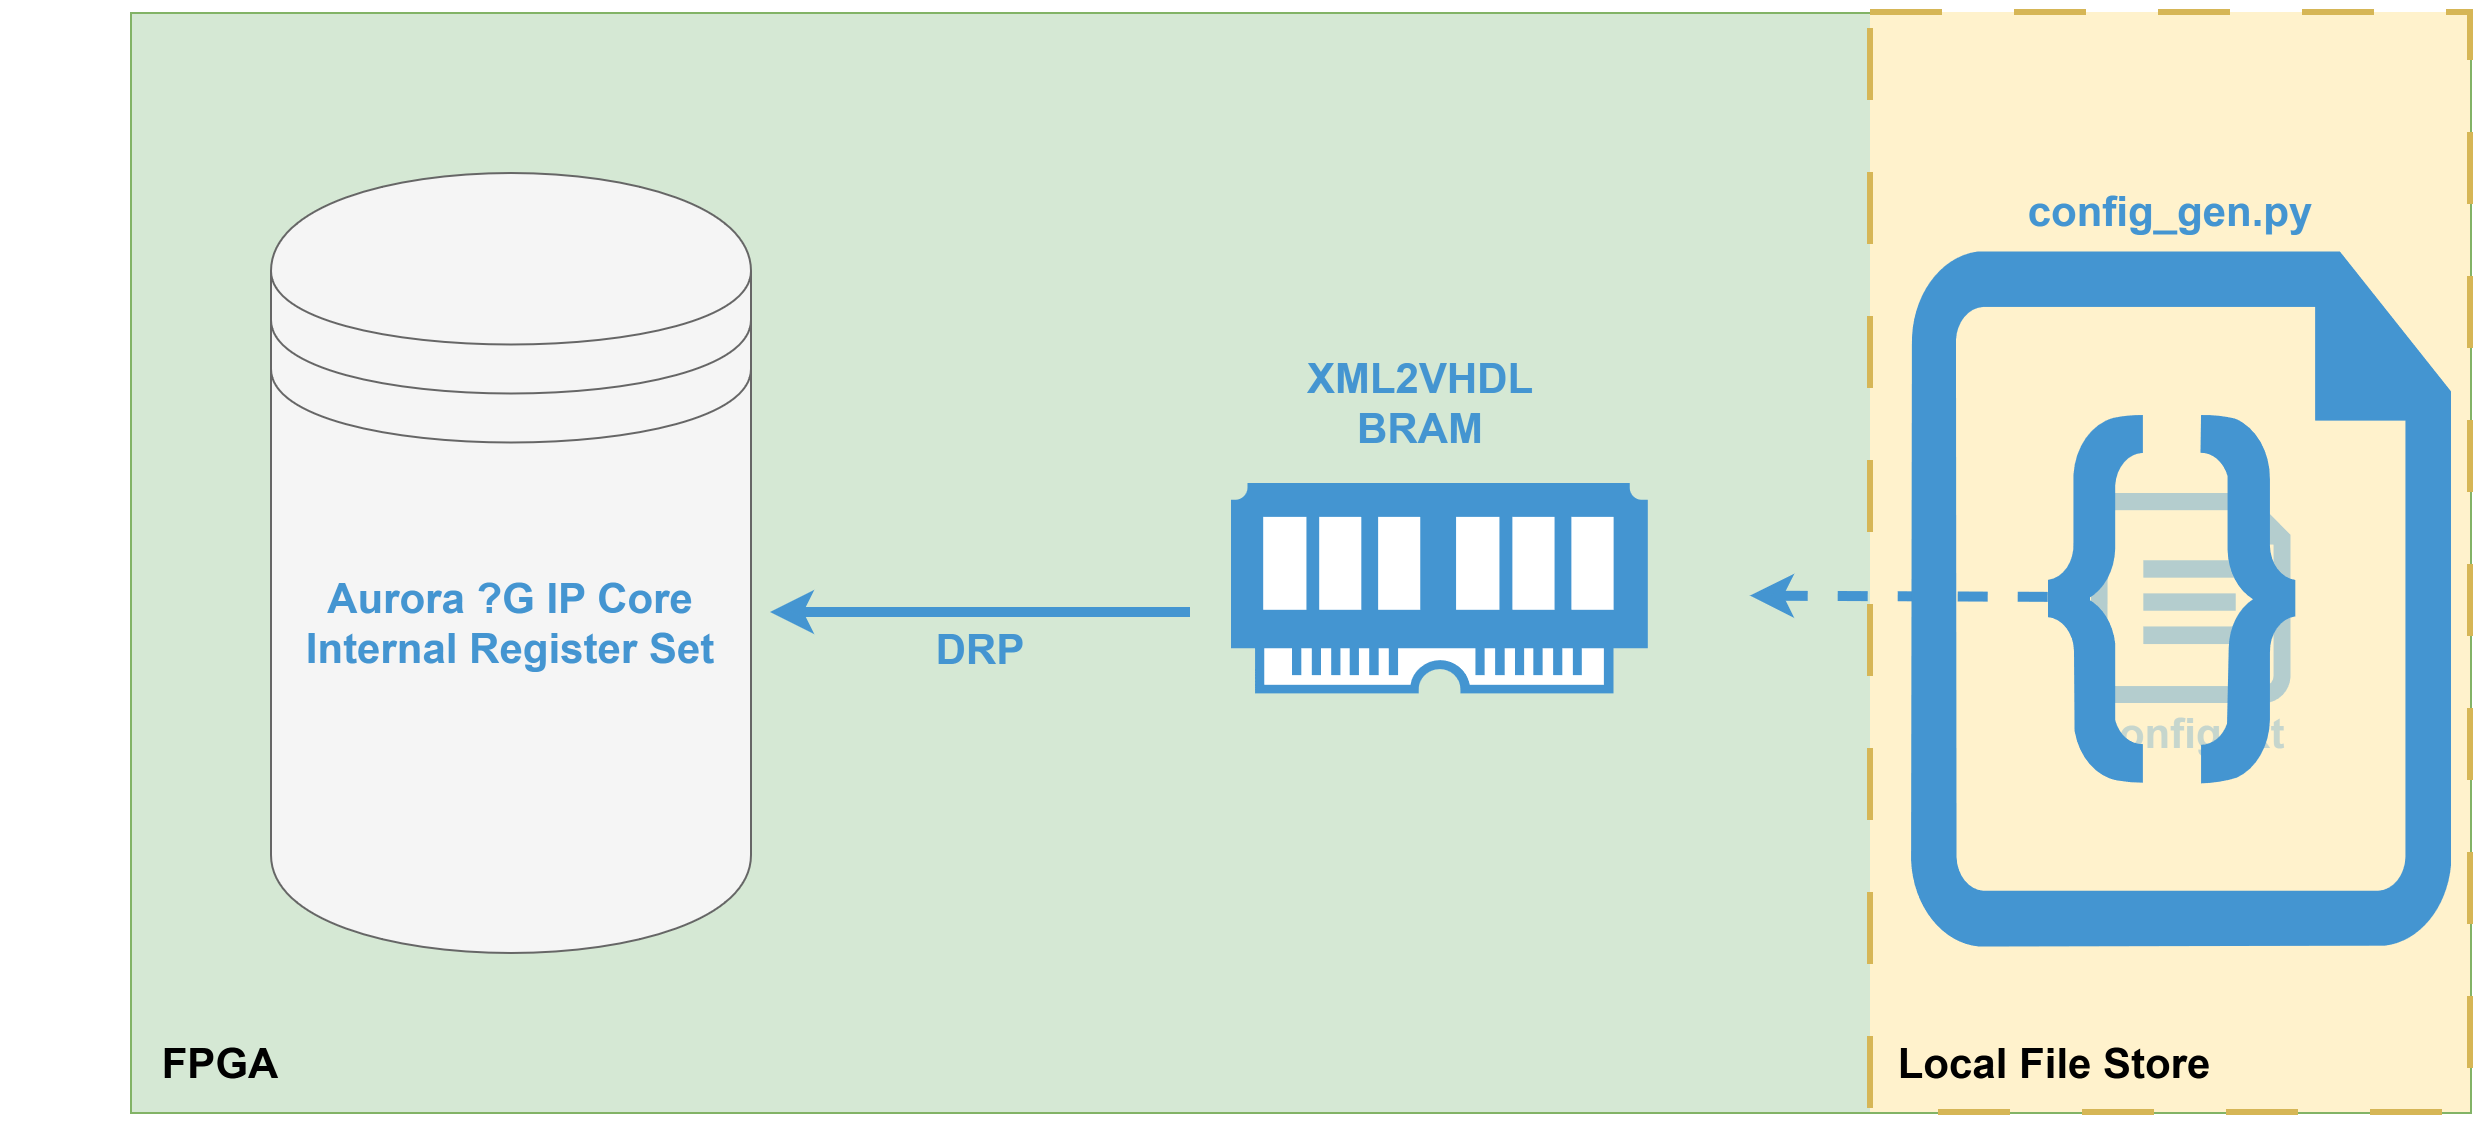 config_gen.py
XML2VHDL
BRAM
Aurora ?G IP Core
Internal Register Set
DRP
FPGA
Local File Store